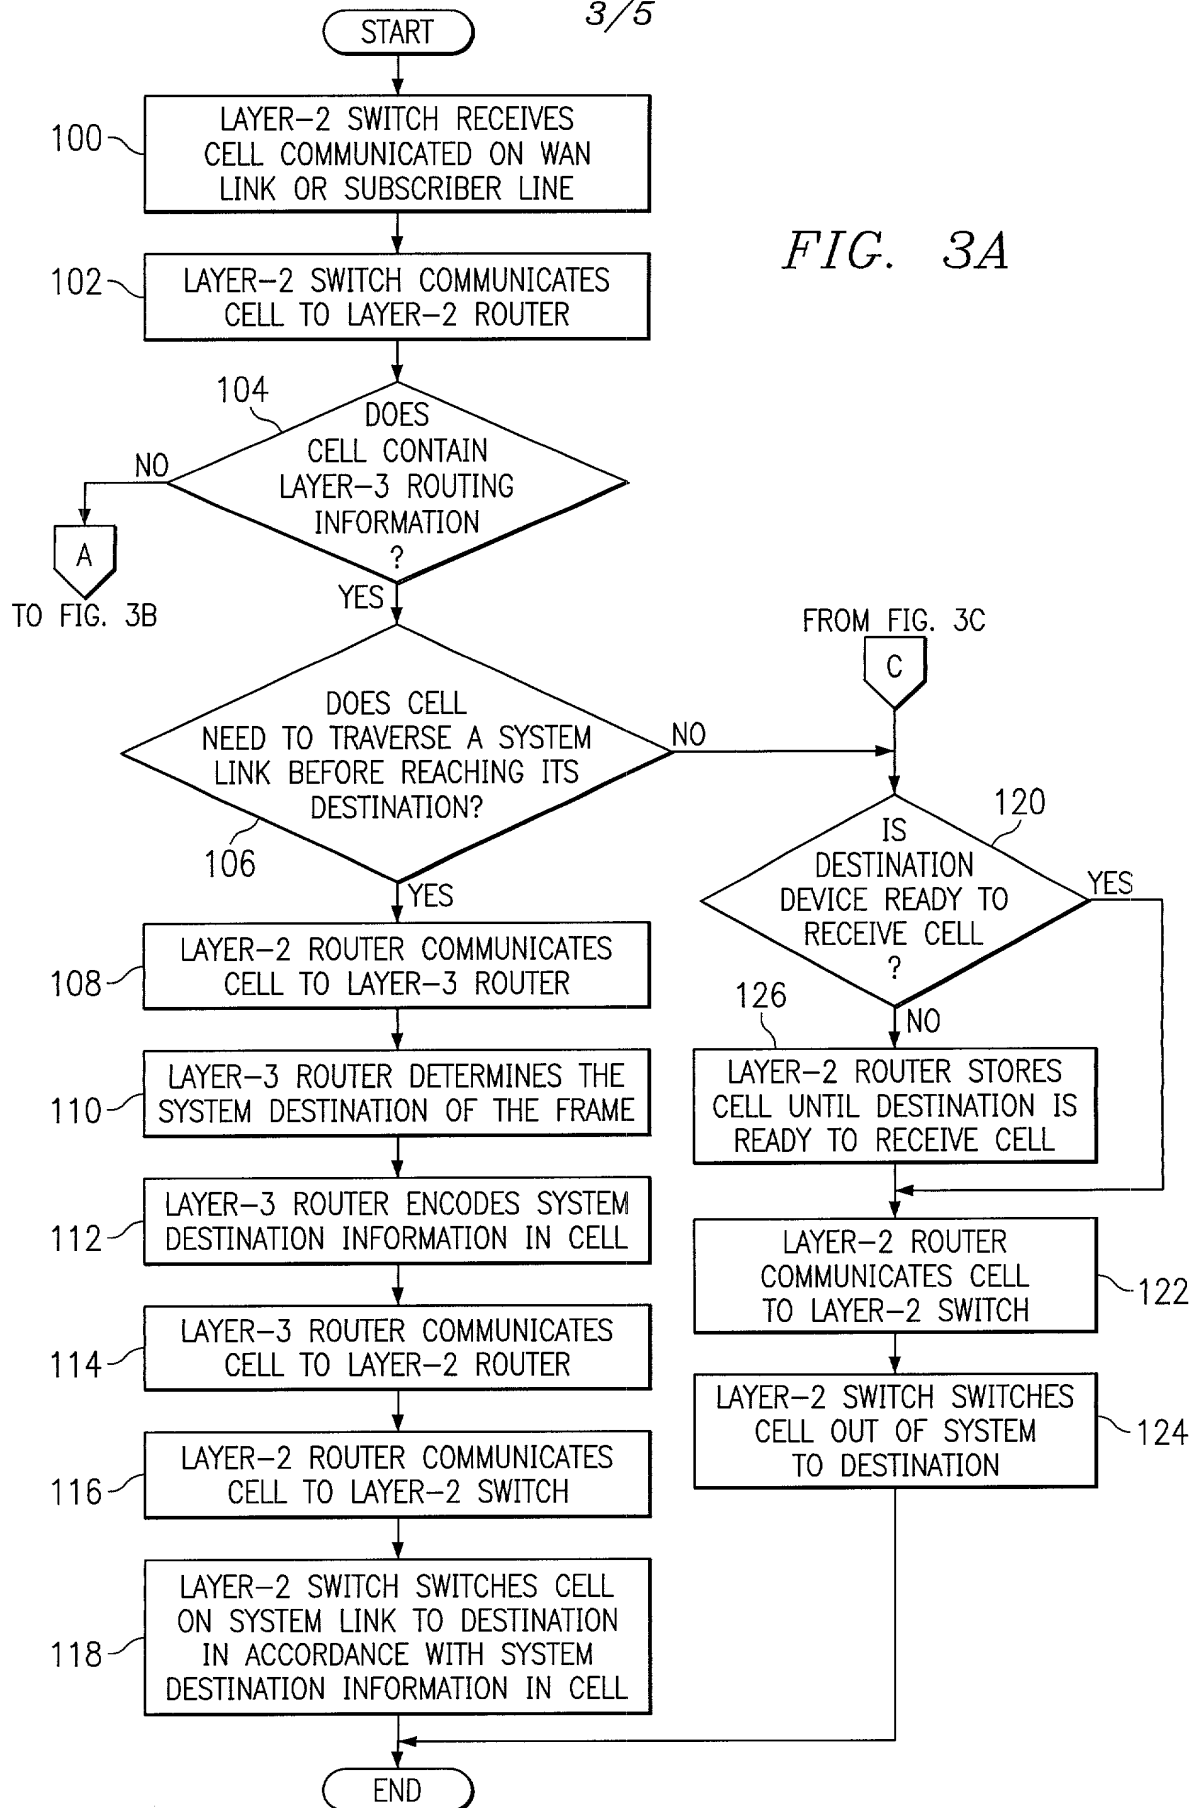 3/5
START
100
LAYER-2 SWITCH RECEIVES
CELL COMMUNICATED ON WAN
LINK OR SUBSCRIBER LINE
FIG. 3A
102
LAYER-2 SWITCH COMMUNICATES
CELL TO LAYER-2 ROUTER
104
DOES
CELL CONTAIN
LAYER-3 ROUTING
INFORMATION
?
NO
A
TO FIG. 3B
YES
DOES CELL
NEED TO TRAVERSE A SYSTEM
LINK BEFORE REACHING ITS
DESTINATION?
106
NO
YES
FROM FIG. 3C
C
108
LAYER-2 ROUTER COMMUNICATES
CELL TO LAYER-3 ROUTER
110
LAYER-3 ROUTER DETERMINES THE
SYSTEM DESTINATION OF THE FRAME
112
LAYER-3 ROUTER ENCODES SYSTEM
DESTINATION INFORMATION IN CELL
114
LAYER-3 ROUTER COMMUNICATES
CELL TO LAYER-2 ROUTER
116
LAYER-2 ROUTER COMMUNICATES
CELL TO LAYER-2 SWITCH
118
LAYER-2 SWITCH SWITCHES CELL
ON SYSTEM LINK TO DESTINATION
IN ACCORDANCE WITH SYSTEM
DESTINATION INFORMATION IN CELL
120
IS
DESTINATION
DEVICE READY TO
RECEIVE CELL
?
YES
NO
126
LAYER-2 ROUTER STORES
CELL UNTIL DESTINATION IS
READY TO RECEIVE CELL
LAYER-2 ROUTER
COMMUNICATES CELL
TO LAYER-2 SWITCH
122
LAYER-2 SWITCH SWITCHES
CELL OUT OF SYSTEM
TO DESTINATION
124
END